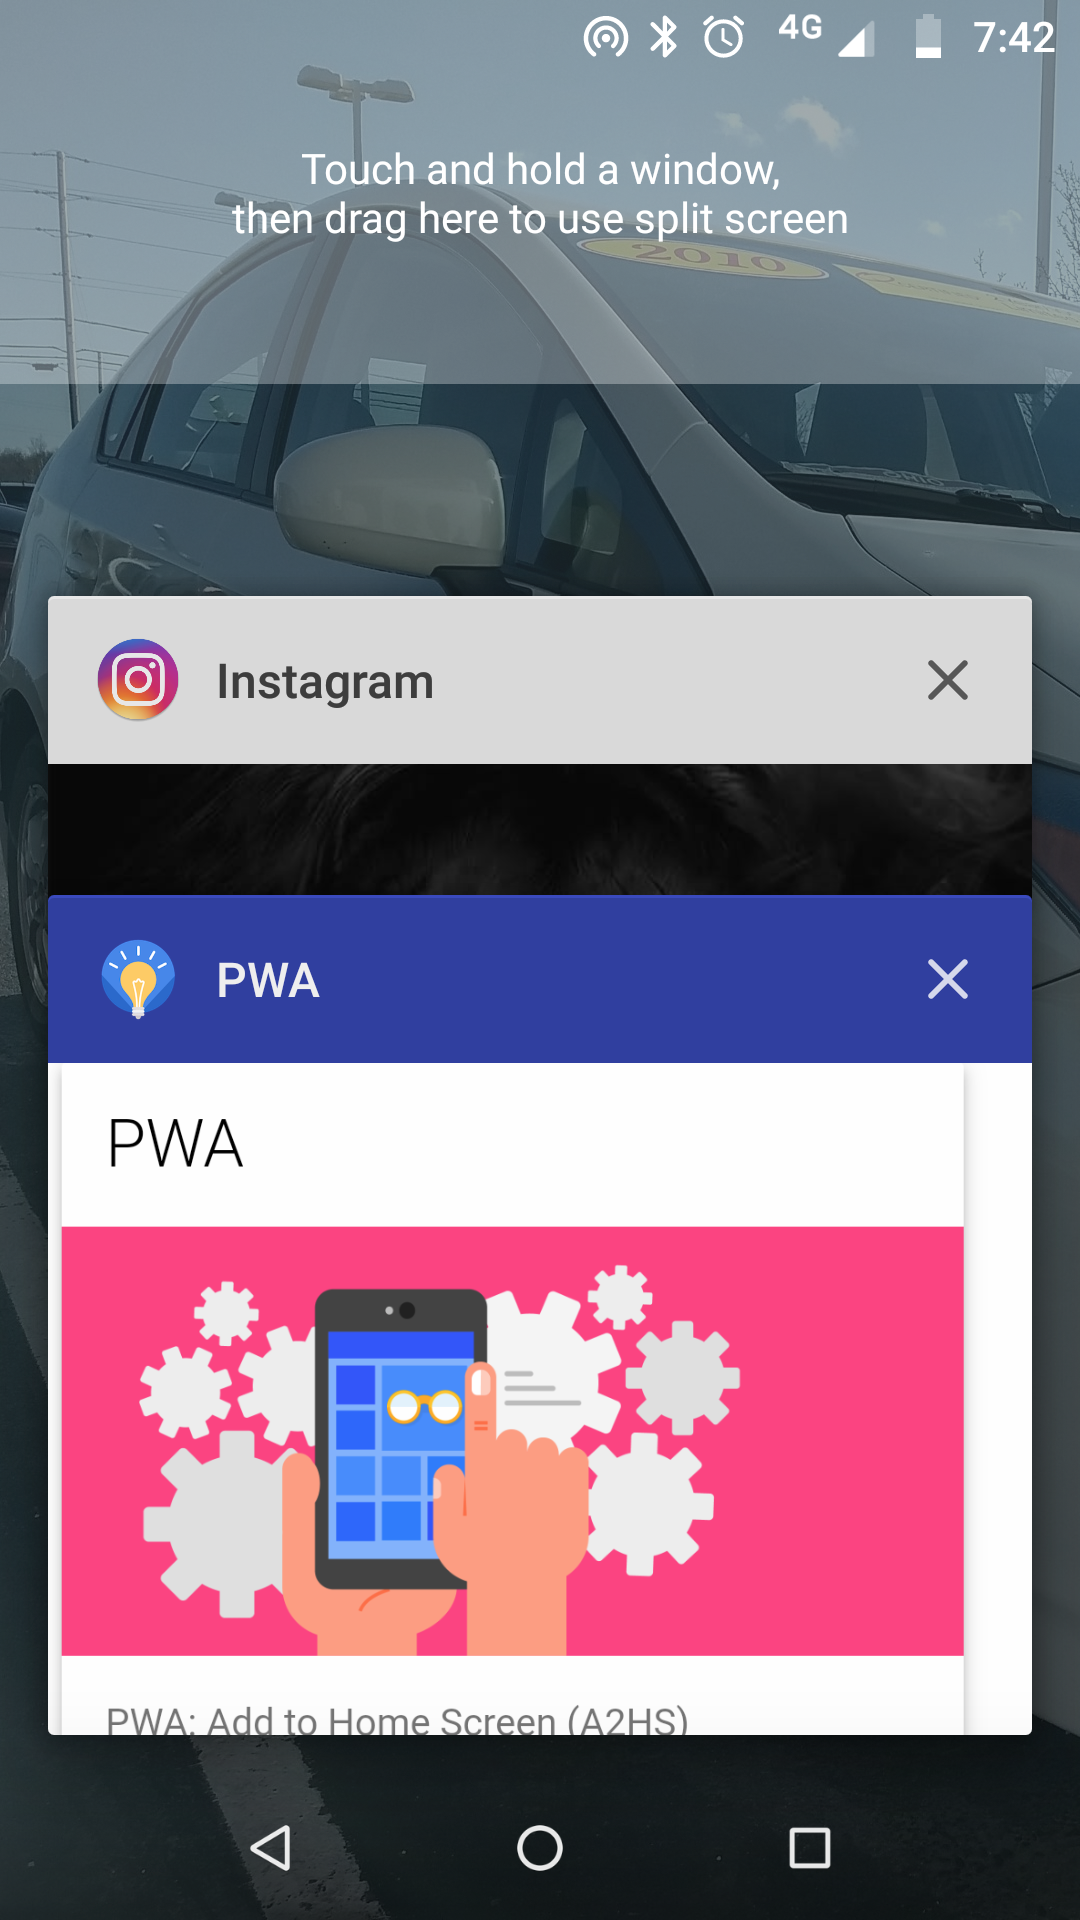 4G 7:42
Touch and hold a window,
then drag here to use split screen
2010
Instagram
PWA
PWA
PWA: Add to Home Screen (A2HS)